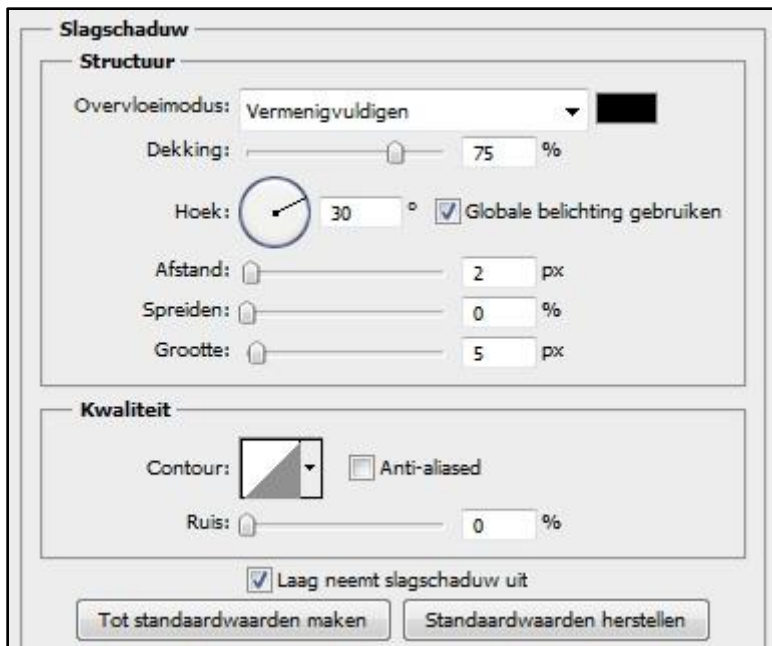 Slagschaduw
Structuur
Overvloeimodus: Vermenigvuldigen
Dekking: 75 %
Hoek: 30 ° Globale belichting gebruiken
Afstand: 2 px
Spreiden: 0 %
Grootte: 5 px
Kwaliteit
Contour: Anti-aliased
Ruis: 0 %
Laag neemt slagschaduw uit
Tot standaardwaarden maken Standaardwaarden herstellen